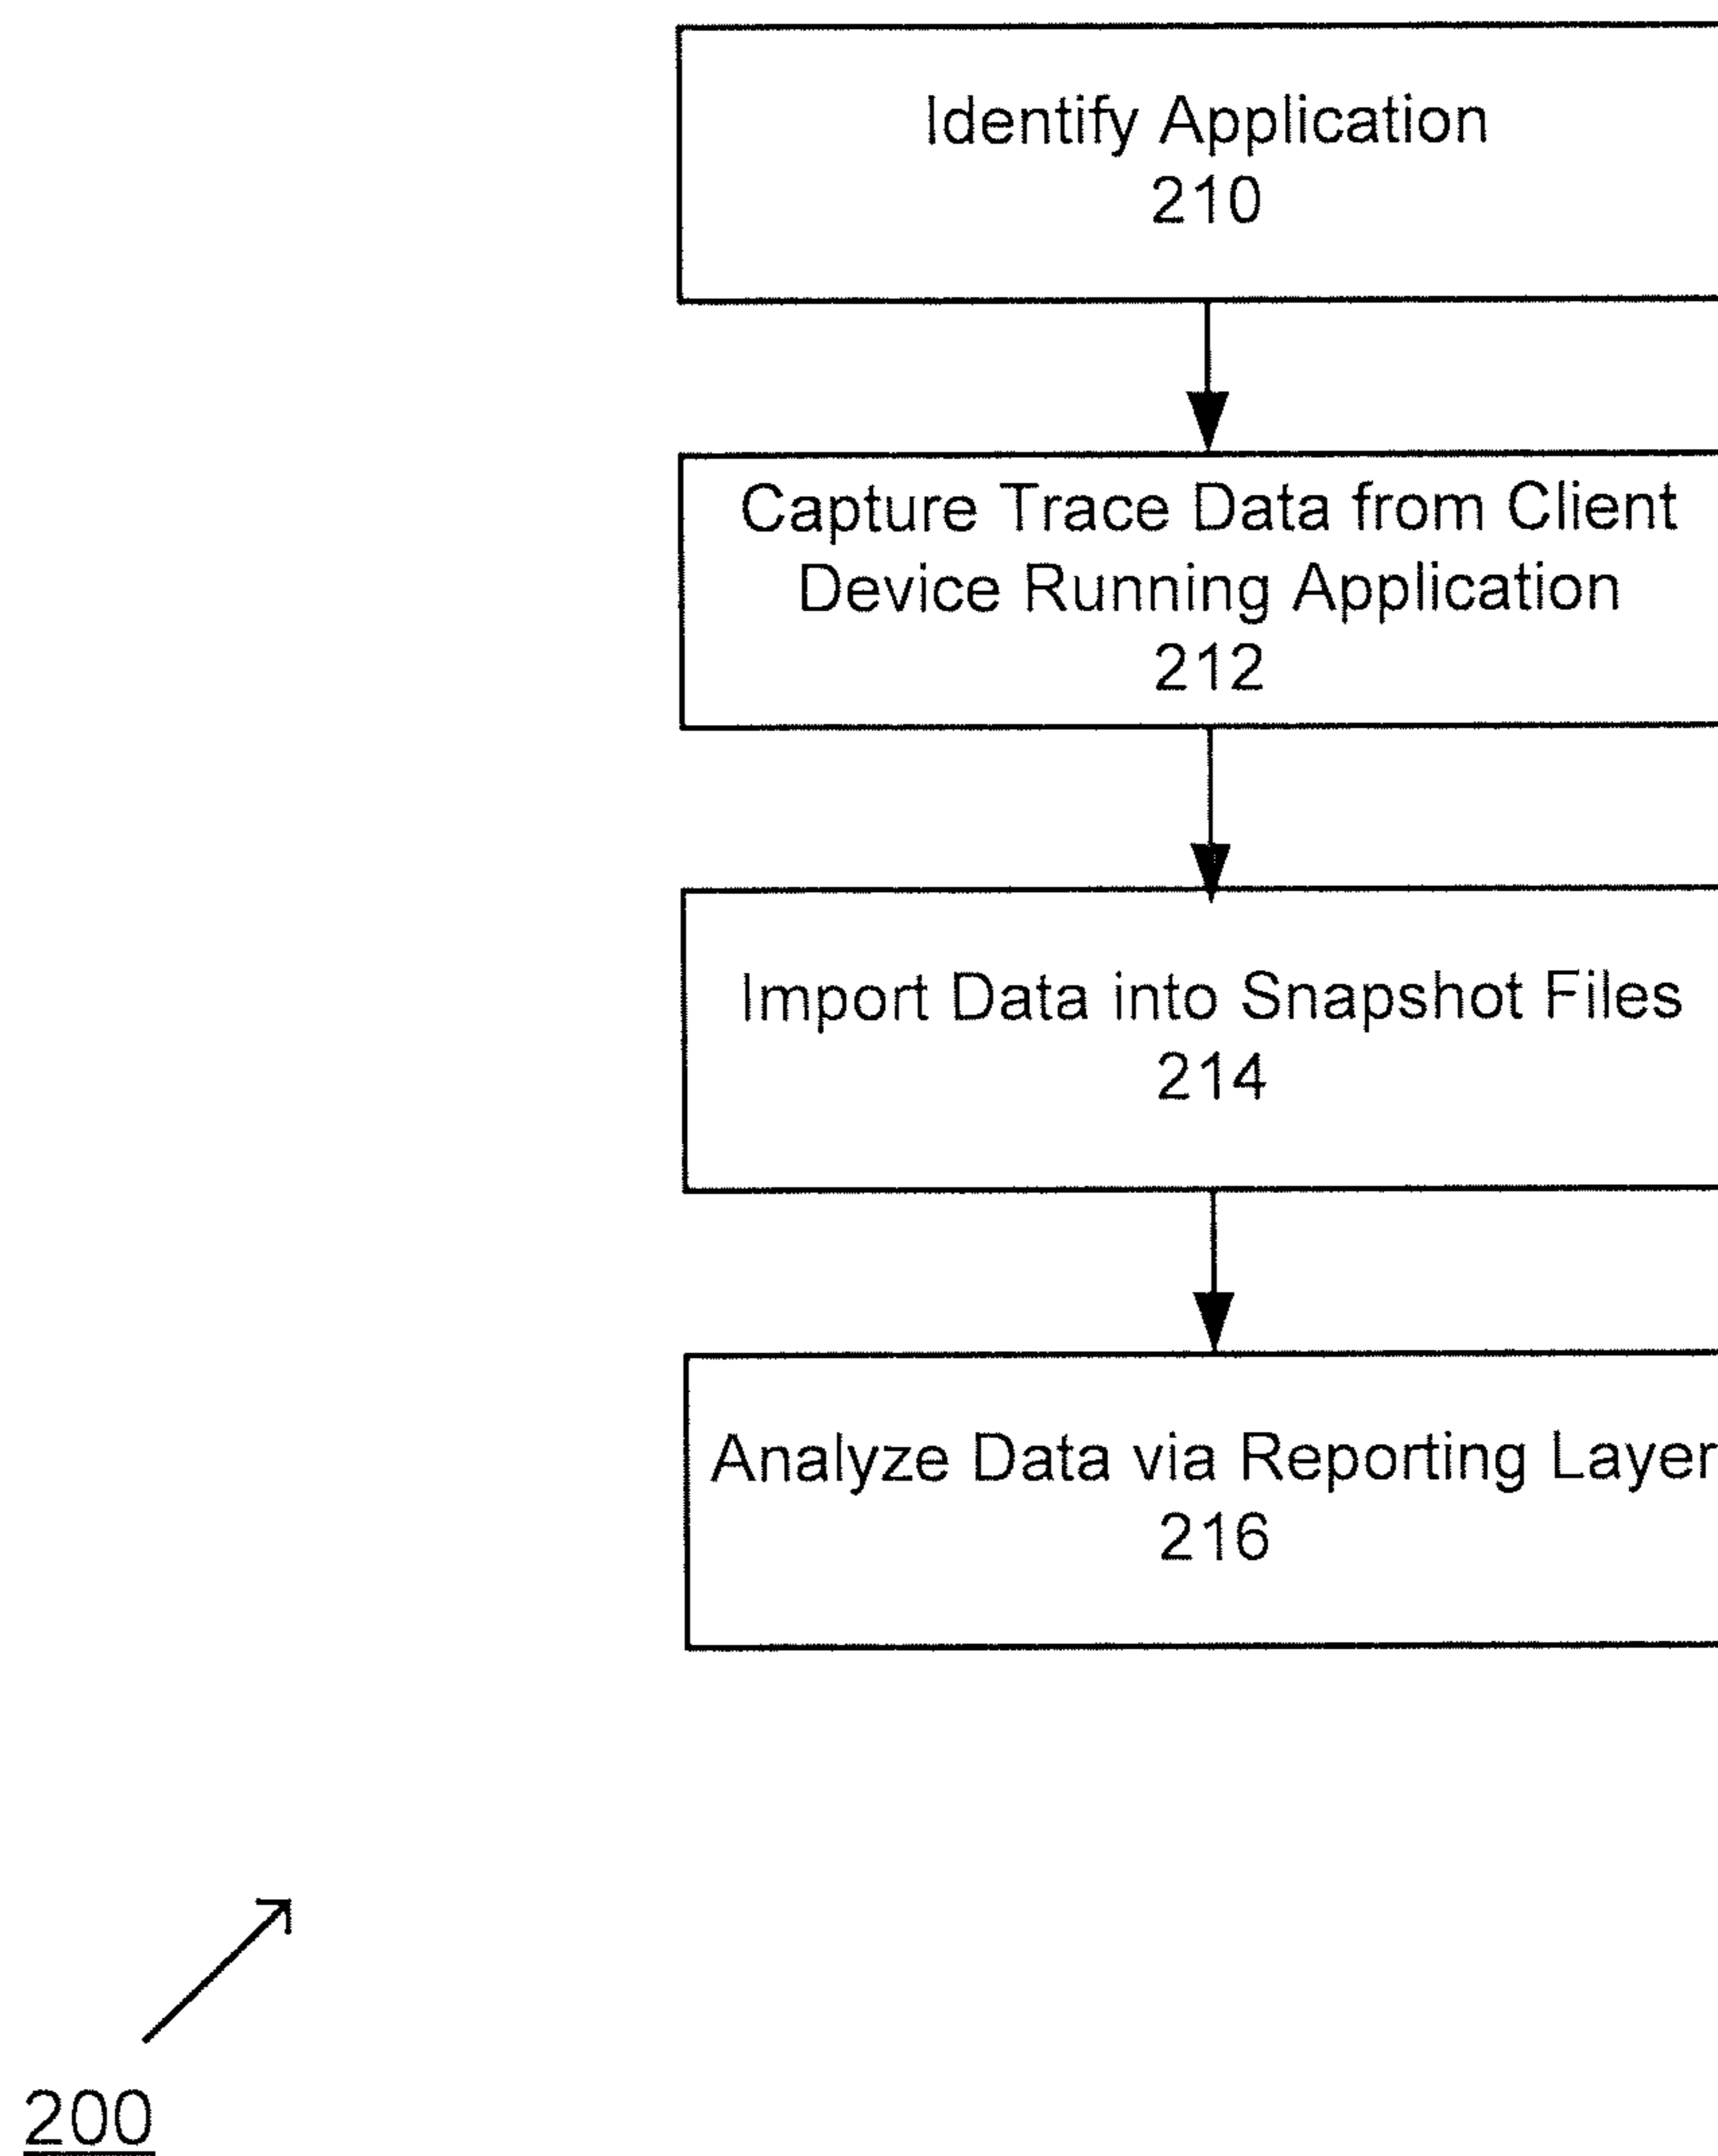 Identify Application
210
Capture Trace Data from Client
Device Running Application
212
Import Data into Snapshot Files
214
Analyze Data via Reporting Layer
216
200